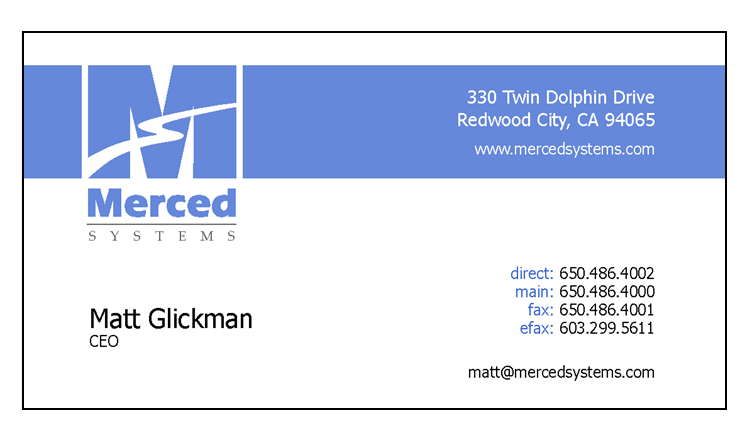 330 Twin Dolphin Drive
Redwood City, CA 94065
www.mercedsystems.com
Merced
SYSTEMS
direct: 650.486.4002
main: 650.486.4000
fax: 650.486.4001
efax: 603.299.5611
Matt Glickman
CEO
matt@mercedsystems.com